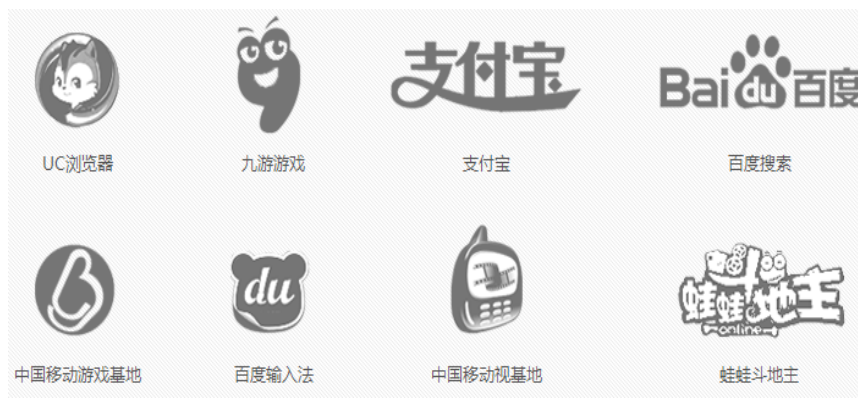 支付宝
Bai du 百度
UC浏览器
九游游戏
支付宝
百度搜索
du
蛙蛙斗地主
online
中国移动游戏基地
百度输入法
中国移动视基地
蛙蛙斗地主